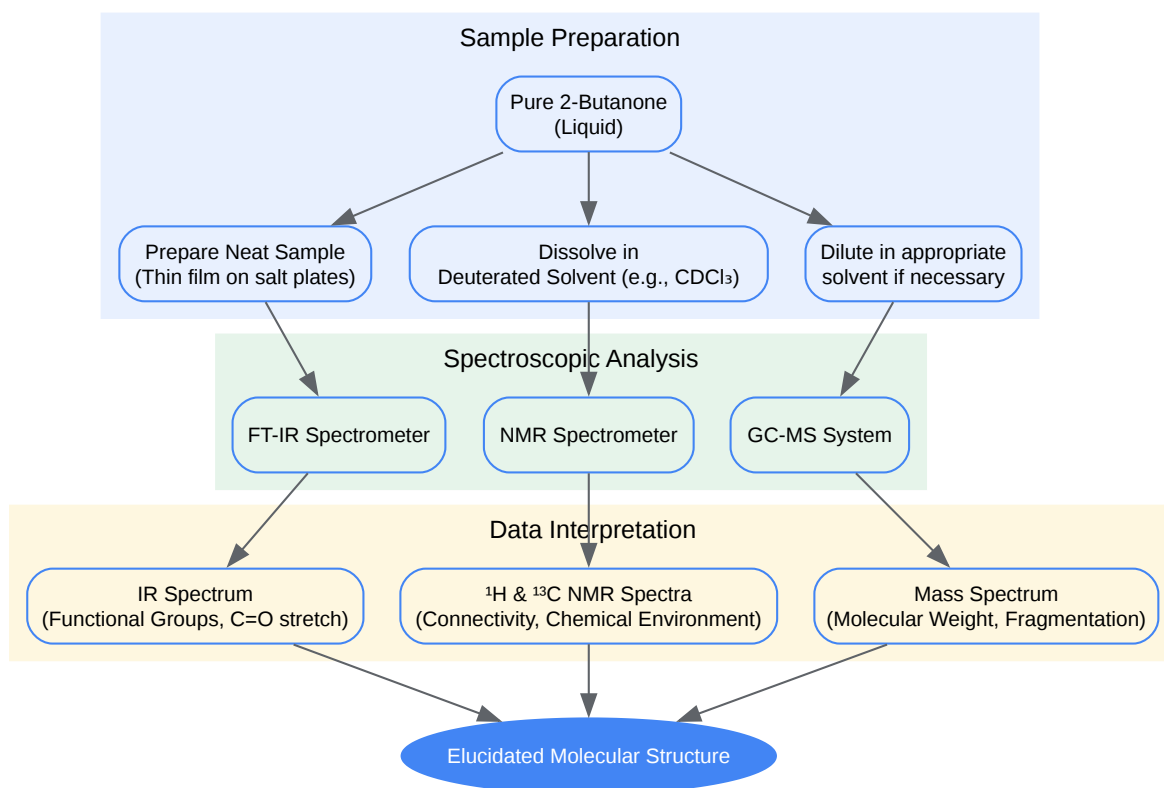 Sample Preparation
Pure 2-Butanone
(Liquid)
Prepare Neat Sample
(Thin film on salt plates)
Dissolve in
Deuterated Solvent (e.g., CDCl₃)
Dilute in appropriate
solvent if necessary
Spectroscopic Analysis
FT-IR Spectrometer
NMR Spectrometer
GC-MS System
Data Interpretation
IR Spectrum
(Functional Groups, C=O stretch)
¹H & ¹³C NMR Spectra
(Connectivity, Chemical Environment)
Mass Spectrum
(Molecular Weight, Fragmentation)
Elucidated Molecular Structure